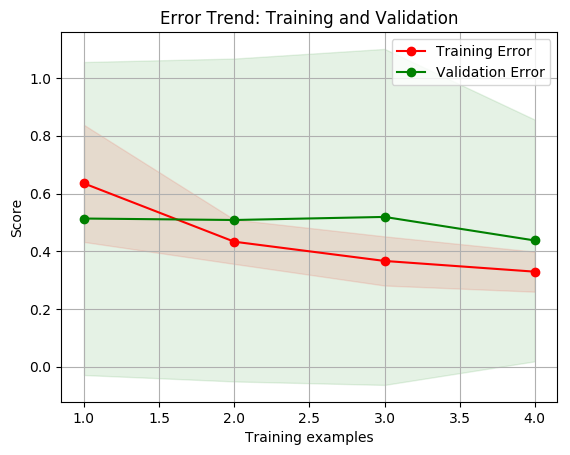 Error Trend: Training and Validation
Training Error
Validation Error
Score
1.0
0.8
0.6
0.4
0.2
0.0
1.0 1.5 2.0 2.5 3.0 3.5 4.0
Training examples